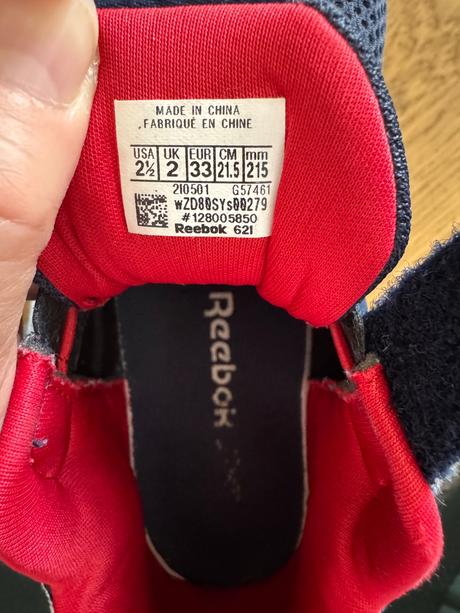 MADE IN CHINA
FABRIQUÉ EN CHINE
USA UK EUR CM mm
2½ 2 33 21.5 215
210501 G57461
wZD80SYs00279
#128005850
Reebok 621
Reebok